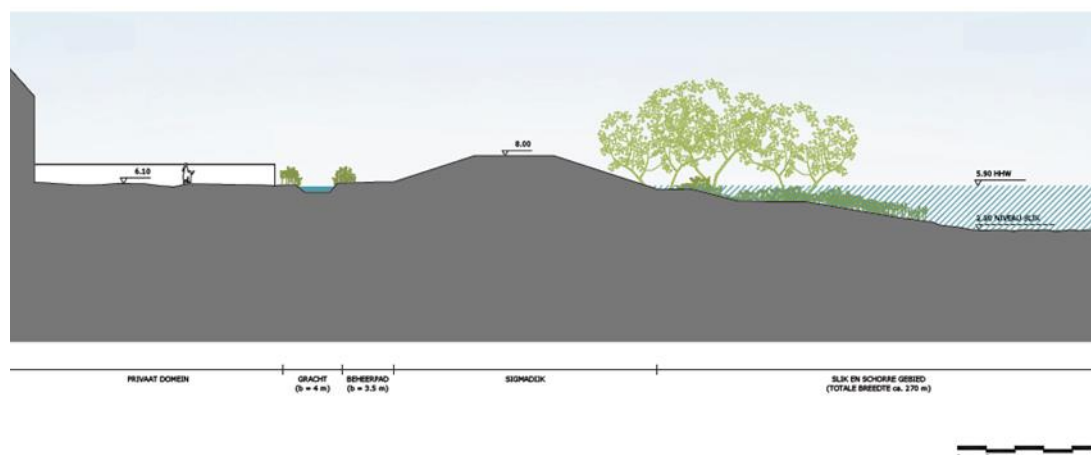 8.00
6.10
5.90 HHW
NIVEAU SLIK
PRIVAAT DOMEIN
GRACHT
(b = 4 m)
BEHEERPAD
(b = 3.5 m)
SIGMADIJK
SLIK EN SCHORRE GEBIED
(TOTALE BREEDTE ca. 270 m)